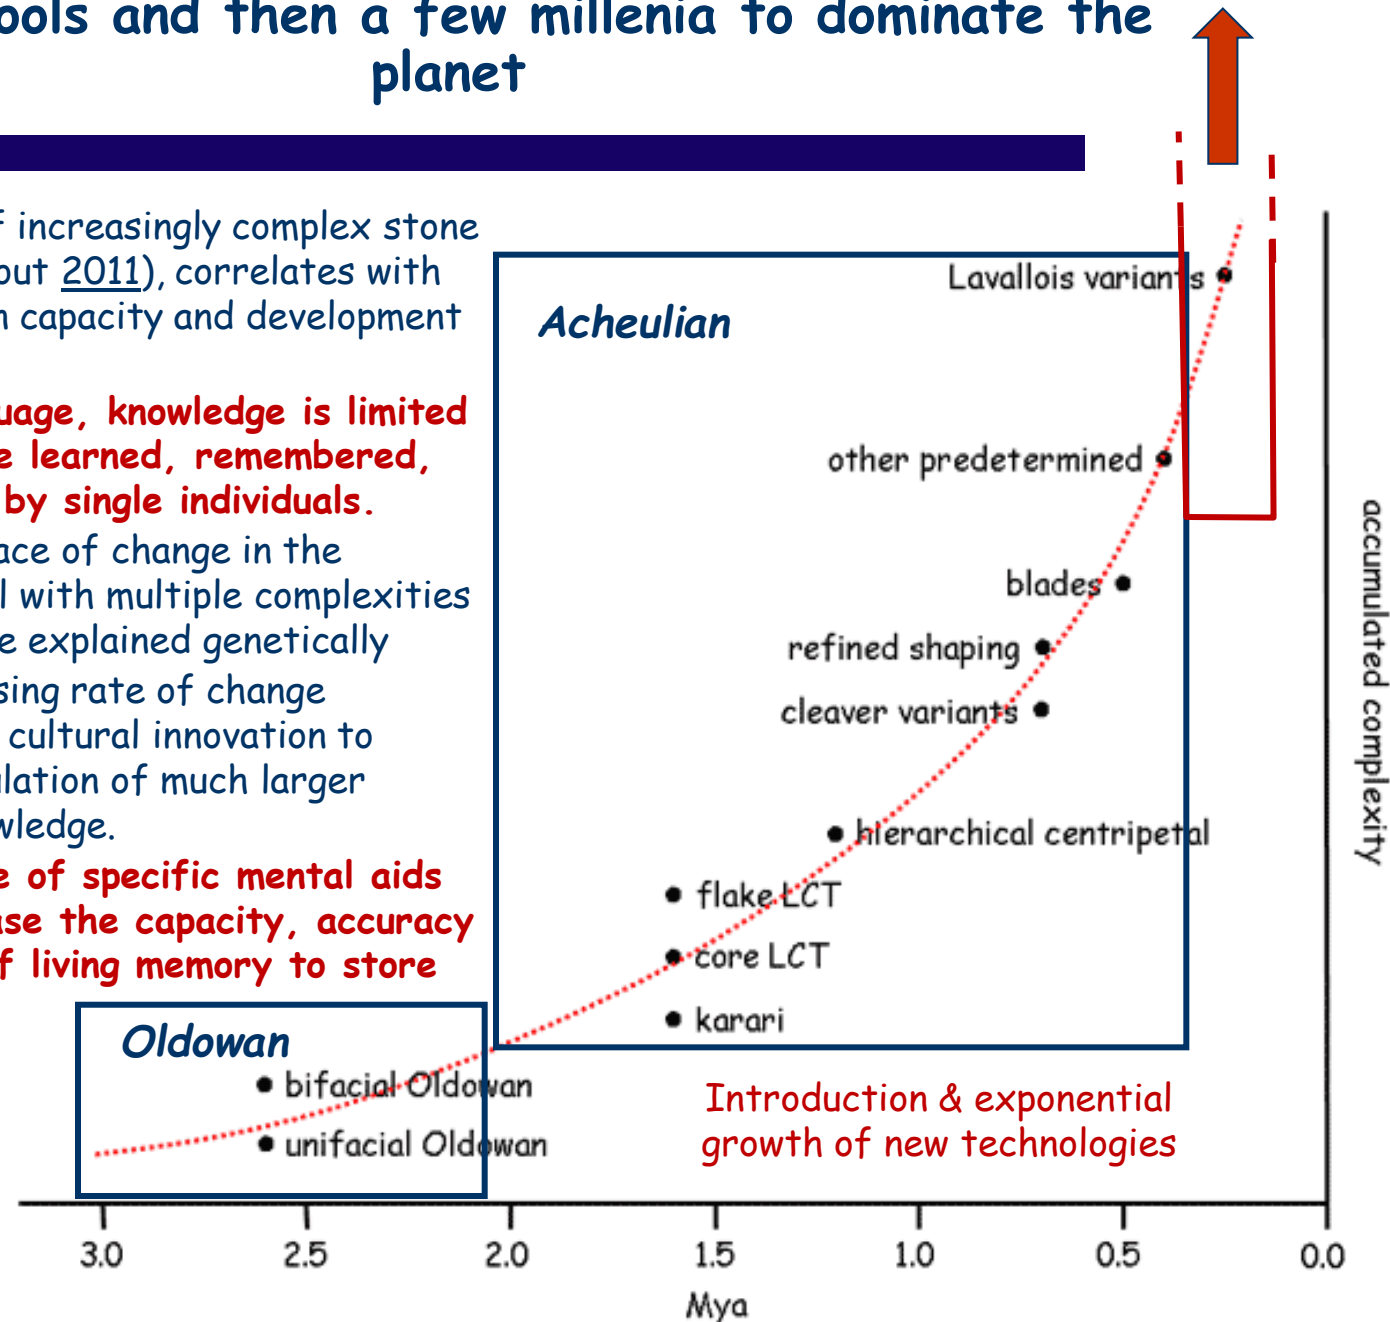 ools and then a few millenia to dominate the
planet
f increasingly complex stone
out 2011), correlates with
n capacity and development
uage, knowledge is limited
e learned, remembered,
by single individuals.
ace of change in the
l with multiple complexities
e explained genetically
sing rate of change
cultural innovation to
ulation of much larger
wledge.
e of specific mental aids
ase the capacity, accuracy
f living memory to store
Acheulian
Lavallois variants
other predetermined
blades
refined shaping
cleaver variants
hierarchical centripetal
flake LCT
core LCT
karari
Oldowan
bifacial Oldowan
unifacial Oldowan
Introduction & exponential
growth of new technologies
accumulated complexity
3.0 2.5 2.0 1.5 1.0 0.5 0.0
Mya